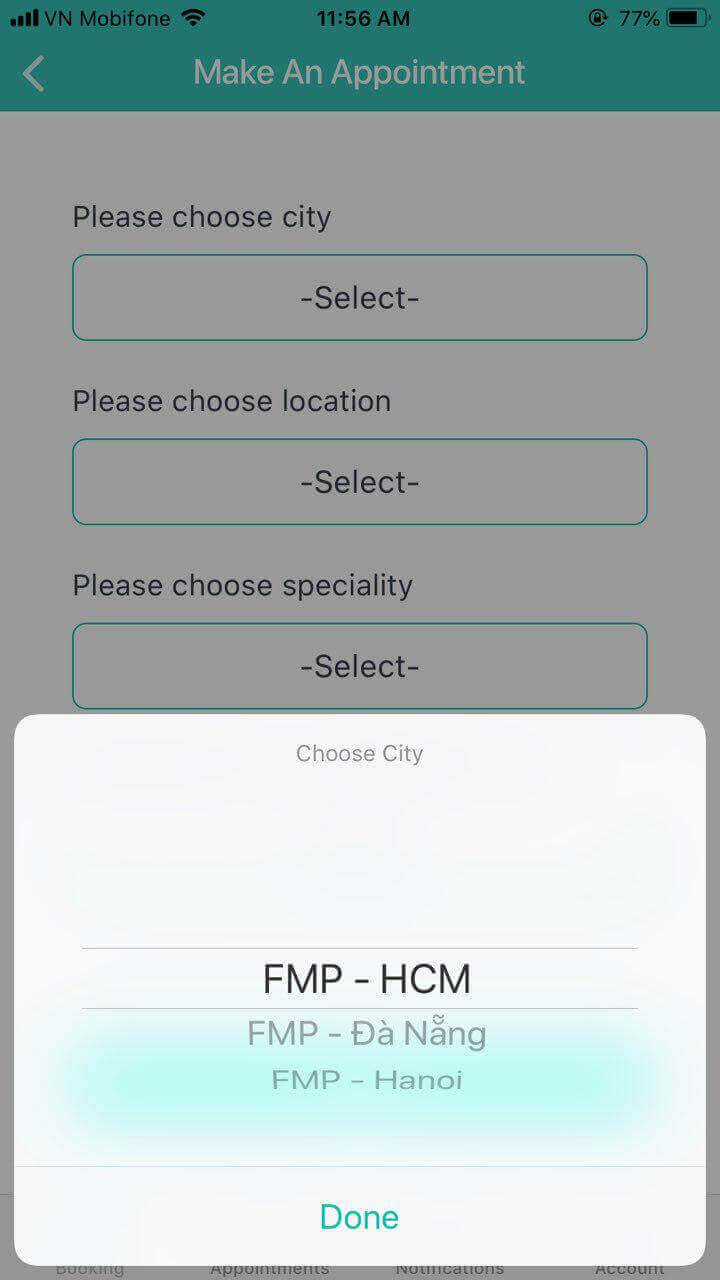 VN Mobifone 11:56 AM 77%
Make An Appointment
Please choose city
-Select-
Please choose location
-Select-
Please choose speciality
-Select-
Choose City
FMP - HCM
FMP - Đà Nẵng
FMP - Hanoi
Done
Booking Appointments Notifications Account